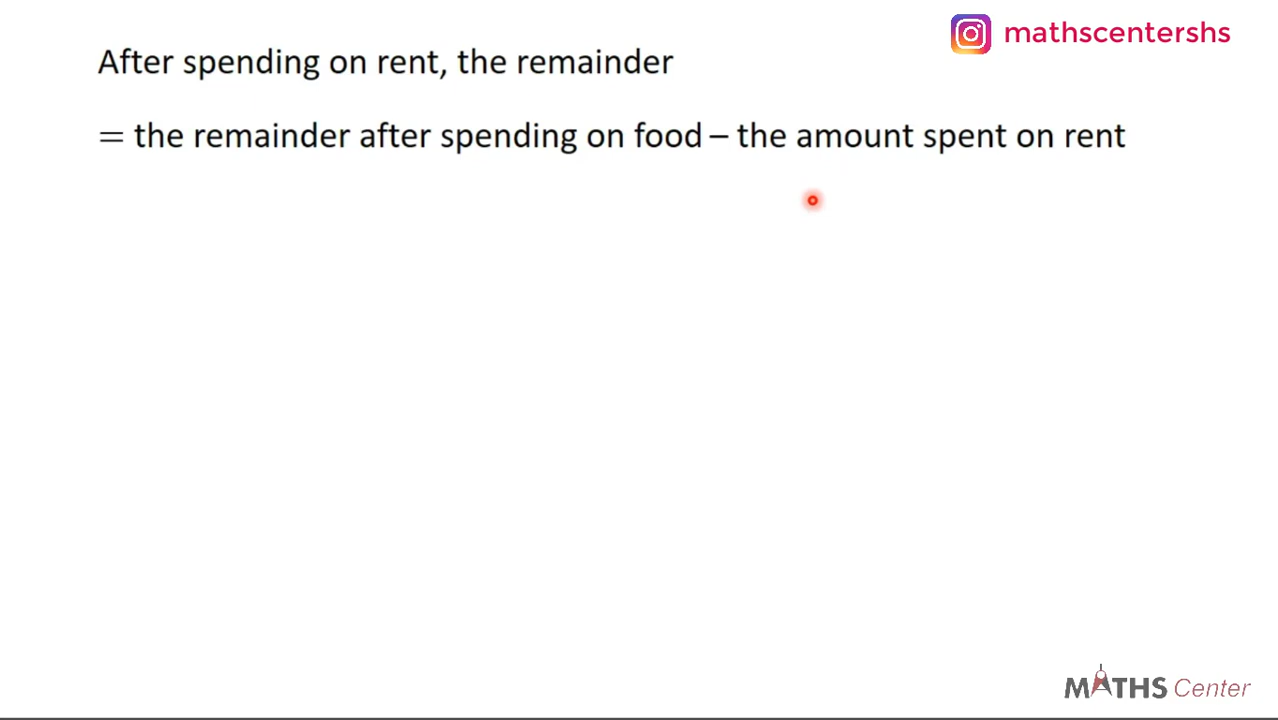 mathscentershs
After spending on rent, the remainder
= the remainder after spending on food – the amount spent on rent
MATHS Center